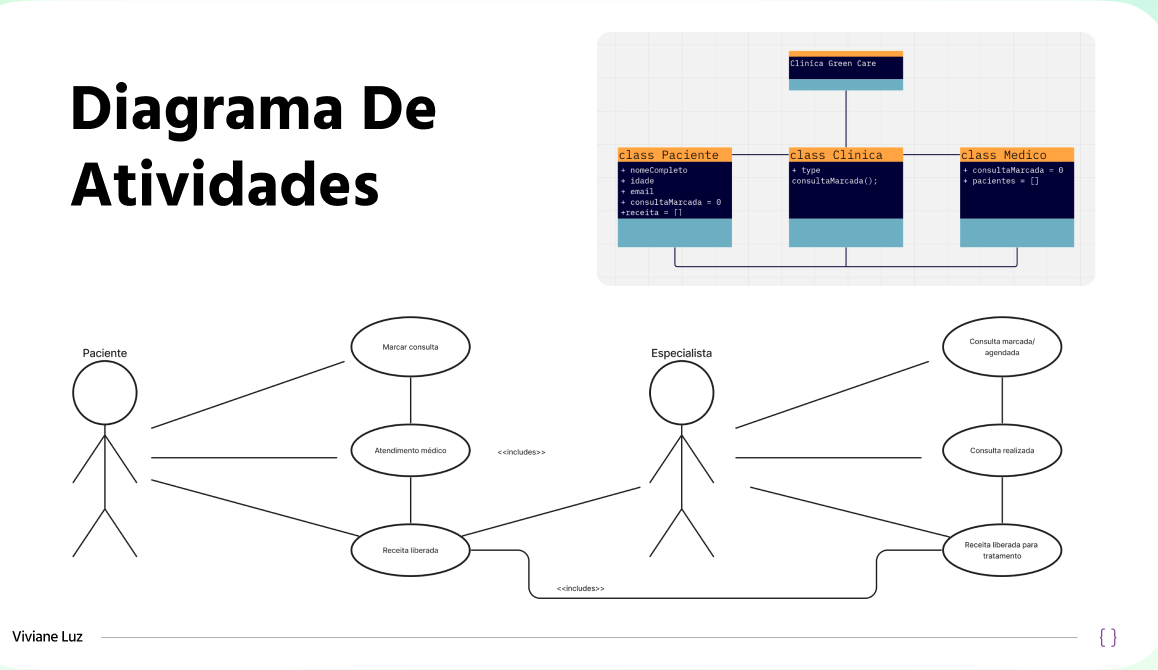 Diagrama De
Atividades
Clinica Green Care
class Paciente
+ nomeCompleto
+ idade
+ email
+ consultaMarcada = 0
+receita = []
class Clinica
+ type
consultaMarcada();
class Medico
+ consultaMarcada = 0
+ pacientes = []
Paciente
Marcar consulta
Atendimento médico
<<includes>>
Receita liberada
<<includes>>
Especialista
Consulta marcada/
agendada
Consulta realizada
Receita liberada para
tratamento
Viviane Luz
{ }